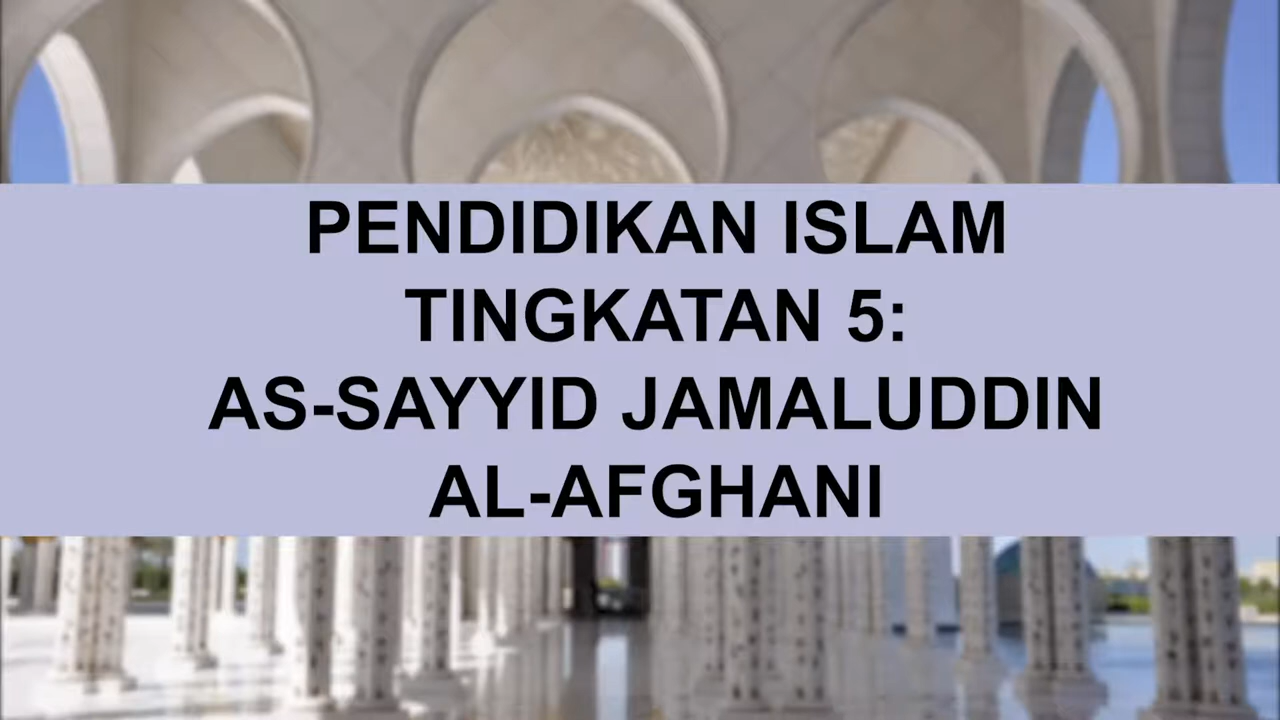 PENDIDIKAN ISLAM
TINGKATAN 5:
AS-SAYYID JAMALUDDIN
AL-AFGHANI